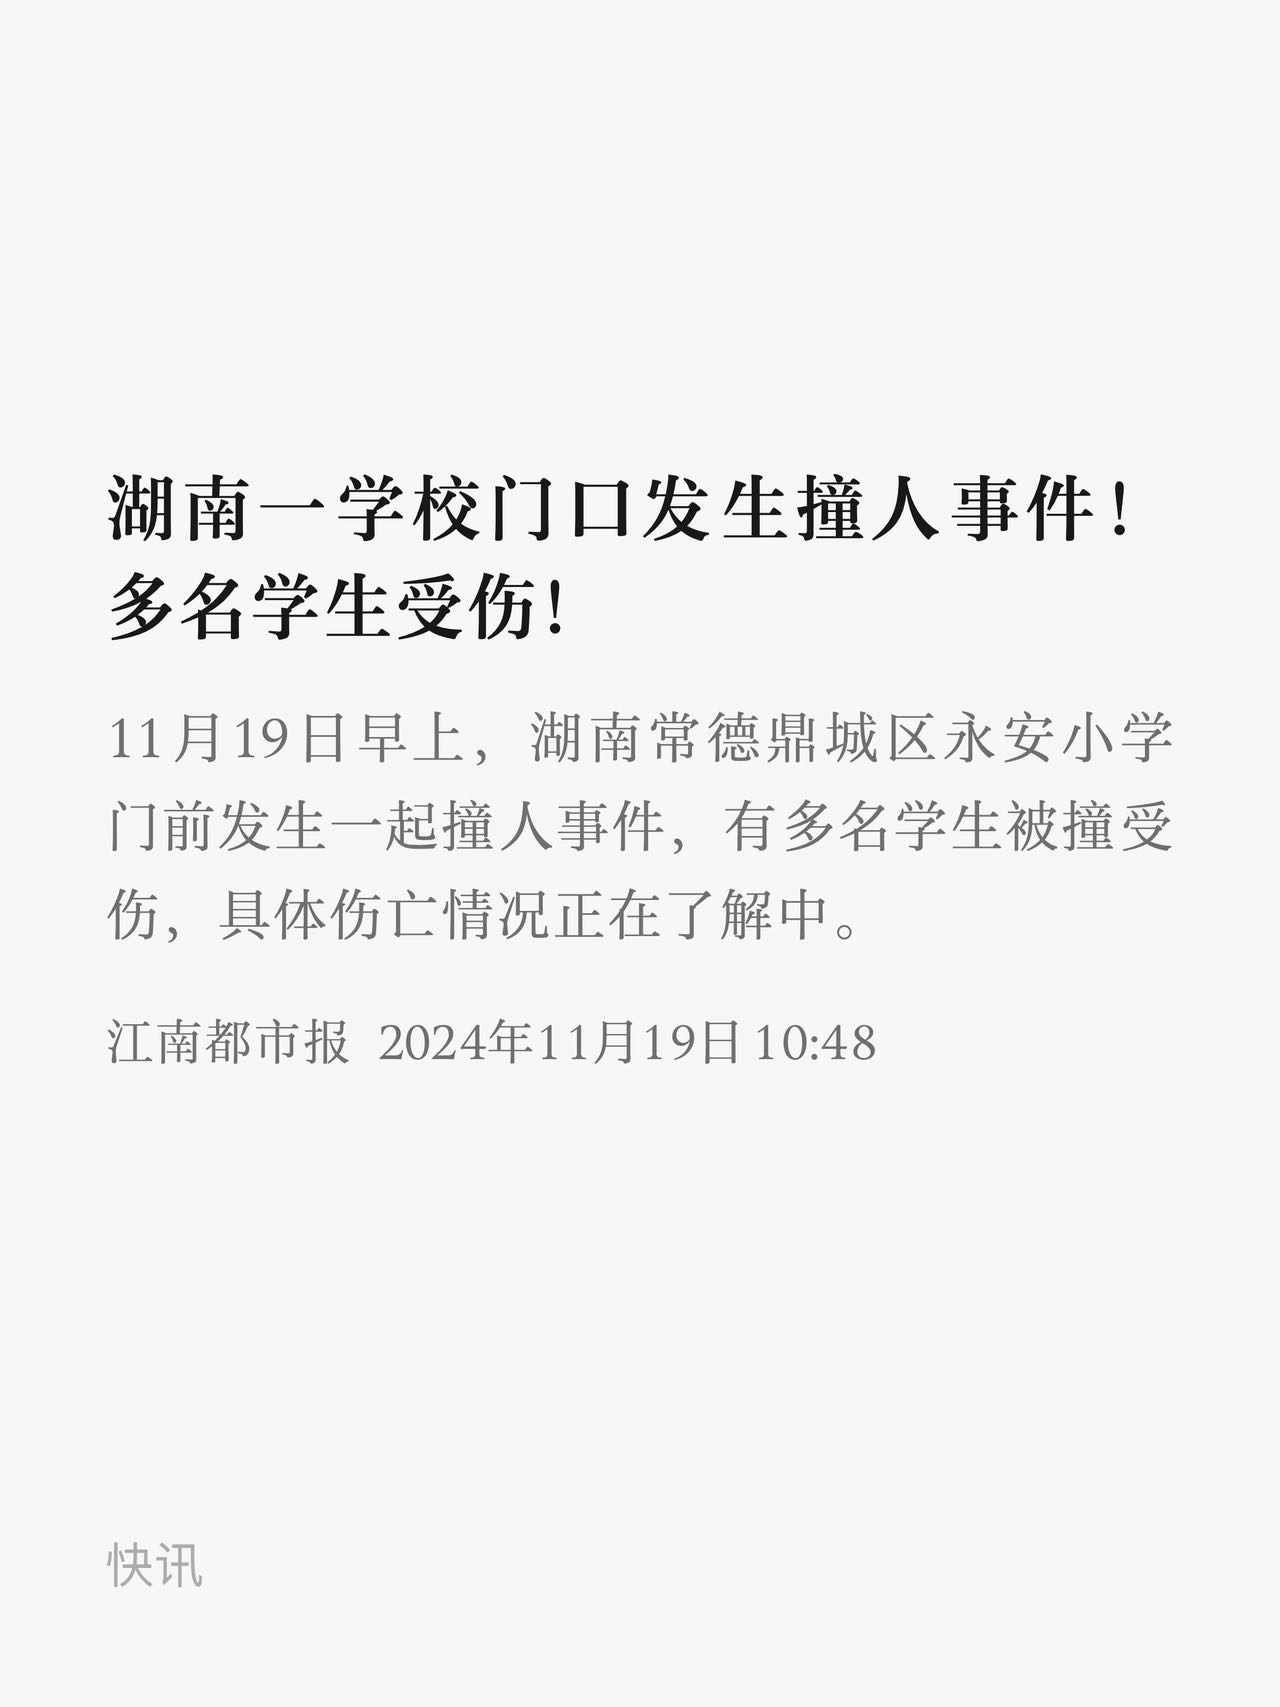 湖南一学校门口发生撞人事件！
多名学生受伤！
11月19日早上，湖南常德鼎城区永安小学
门前发生一起撞人事件，有多名学生被撞受
伤，具体伤亡情况正在了解中。
江南都市报 2024年11月19日 10:48
快讯